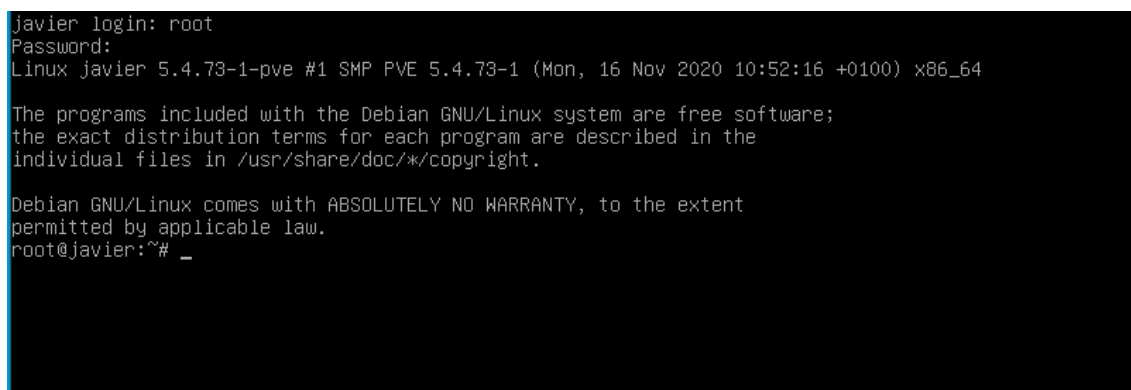 javier login: root
Password:
Linux javier 5.4.73-1-pve #1 SMP PVE 5.4.73-1 (Mon, 16 Nov 2020 10:52:16 +0100) x86_64
The programs included with the Debian GNU/Linux system are free software;
the exact distribution terms for each program are described in the
individual files in /usr/share/doc/*/copyright.
Debian GNU/Linux comes with ABSOLUTELY NO WARRANTY, to the extent
permitted by applicable law.
root@javier:~# _